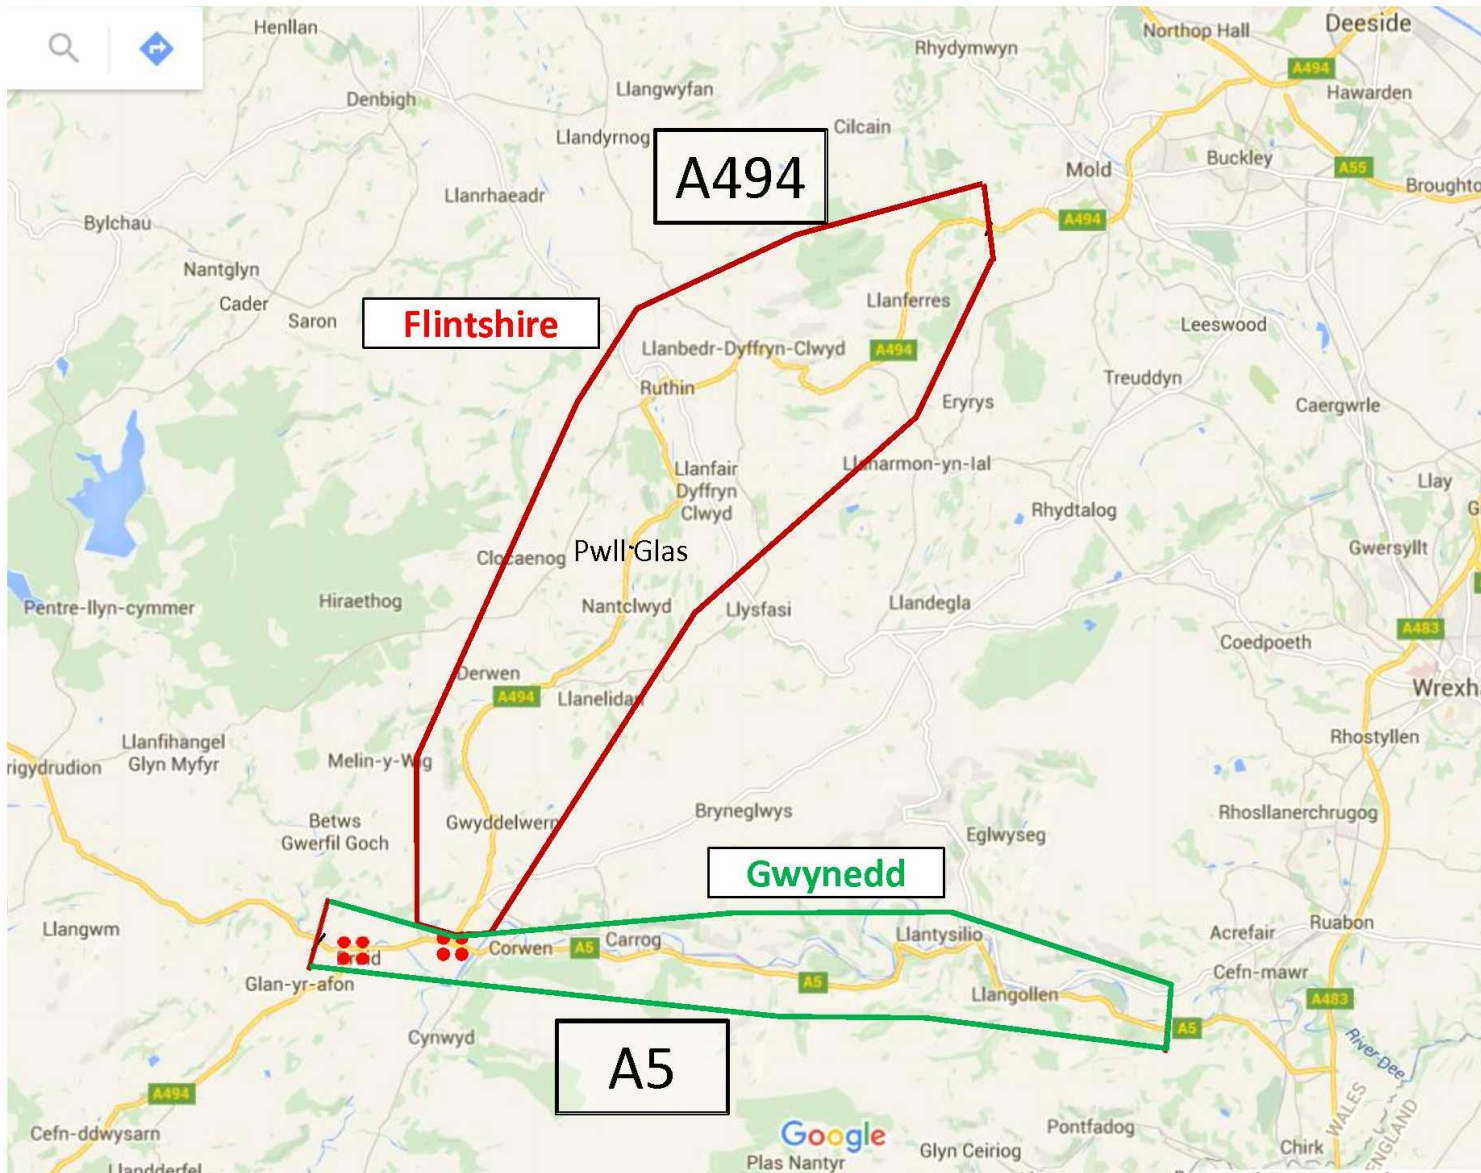 Henllan
Northop Hall
Deeside
Rhydymwyn
A494
Llangwyfan
Hawarden
Denbigh
Llandyrnog
Cilcain
Buckley
A55
Mold
Broughto
A494
Llanrhaeadr
A494
Bylchau
Nantglyn
Cader
Saron
Flintshire
Llanferres
Leeswood
Llanbedr-Dyffryn-Clwyd
A494
Treuddyn
Ruthin
Eryrys
Caergwrle
Llanfair
Dyffryn
Clwyd
Llanarmon-yn-Ial
Llay
Rhydtalog
Clocaenog
Pwll Glas
Gwersyllt
Pentre-llyn-cymmer
Hiraethog
Nantclwyd
Llysfasi
Llandegla
A483
Coedpoeth
Derwen
A494
Llanelidan
Wrexh
Llanfihangel
Glyn Myfyr
Melin-y-Wig
Rhostyllen
rigydrudion
Betws
Gwerfil Goch
Gwyddelwern
Bryneglwys
Eglwyseg
Rhosllanerchrugog
Gwynedd
Llangwm
Corwen
A5
Carrog
Llantysilio
Acrefair
Ruabon
Glan-yr-afon
A5
Llangollen
Cefn-mawr
A483
Cynwyd
A5
A5
River Dee
A494
Cefn-ddwysarn
Google
Glyn Ceiriog
Pontfadog
WALES
ENGLAND
Chirk
Llandderfel
Plas Nantyr